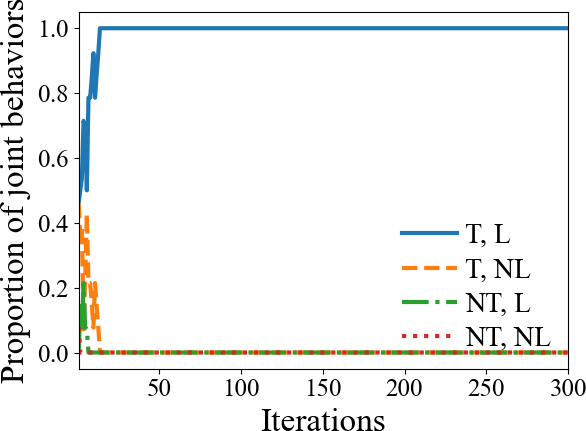 Proportion of joint behaviors
1.0
0.8
0.6
0.4
0.2
0.0
T, L
T, NL
NT, L
NT, NL
50
100
150
200
250
300
Iterations